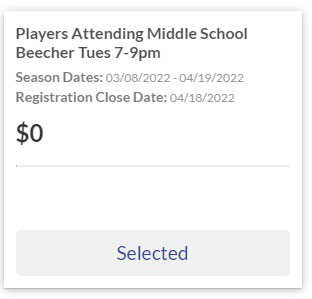 Players Attending Middle School
Beecher Tues 7-9pm
Season Dates: 03/08/2022 - 04/19/2022
Registration Close Date: 04/18/2022
$0
Selected